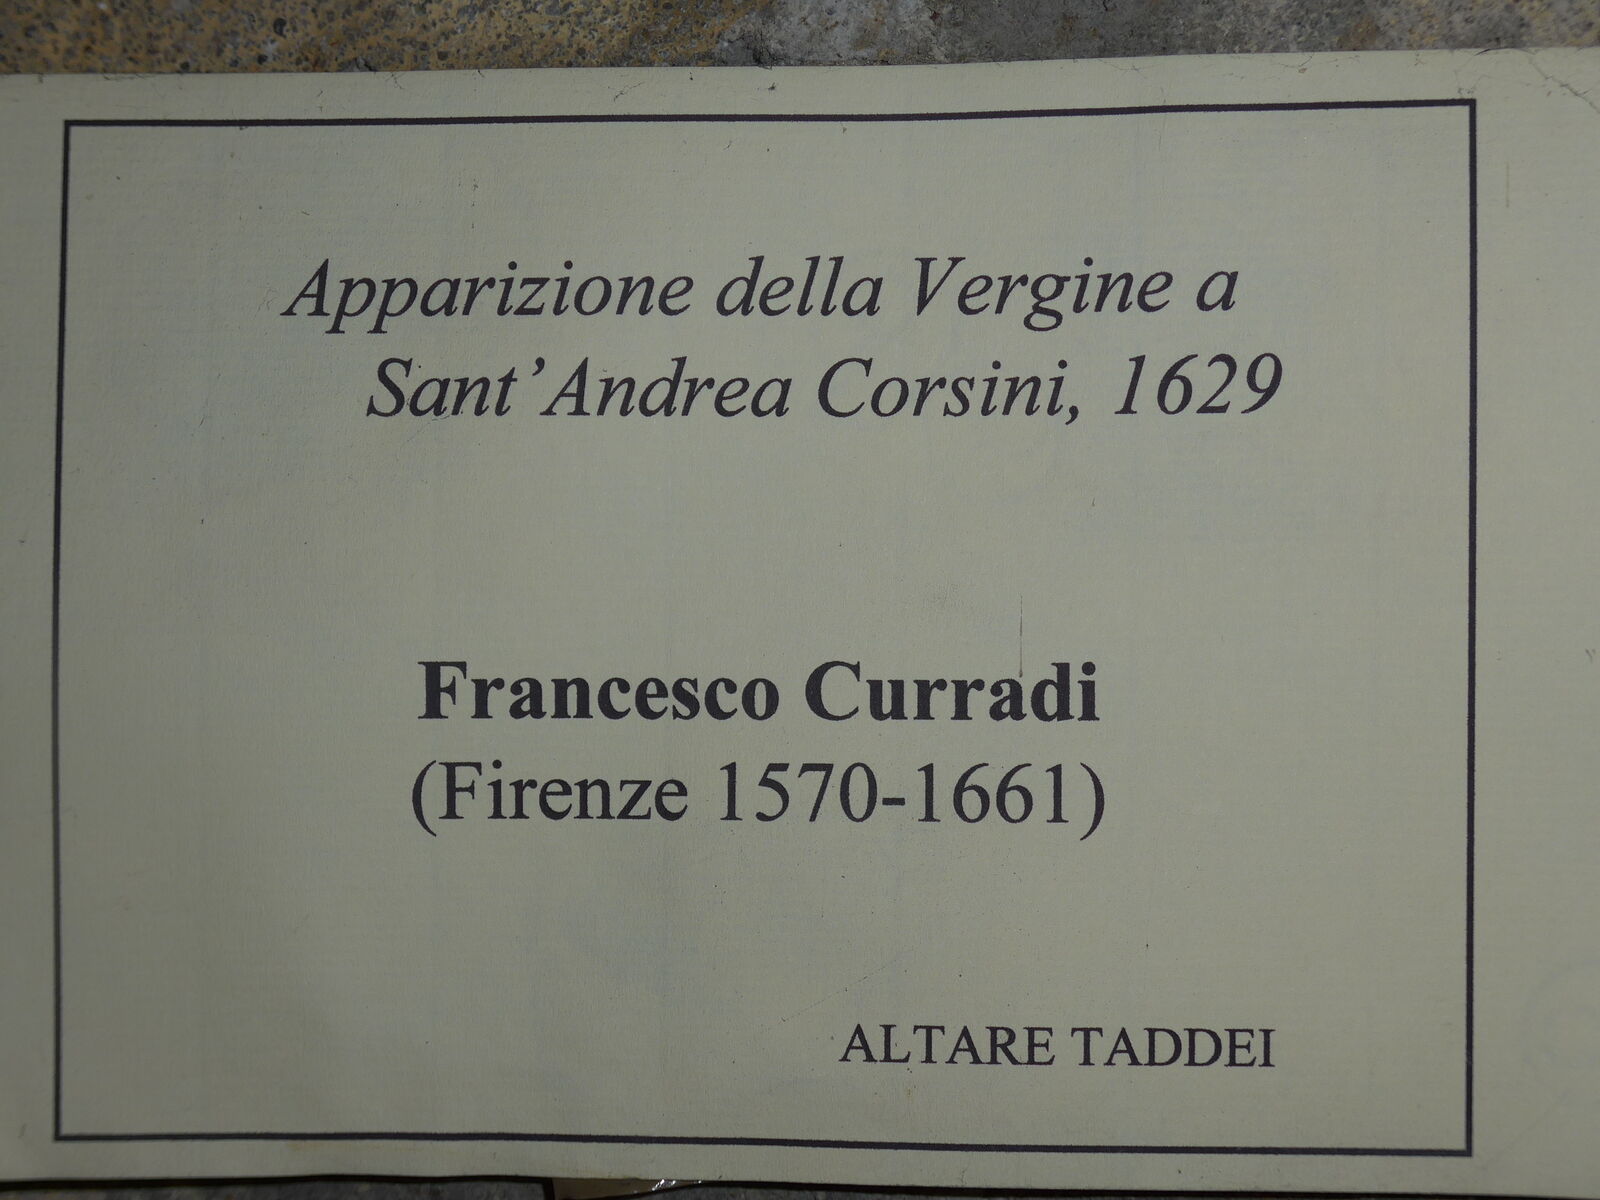 Apparizione della Vergine a
Sant'Andrea Corsini, 1629
Francesco Curradi
(Firenze 1570-1661)
ALTARE TADDEI